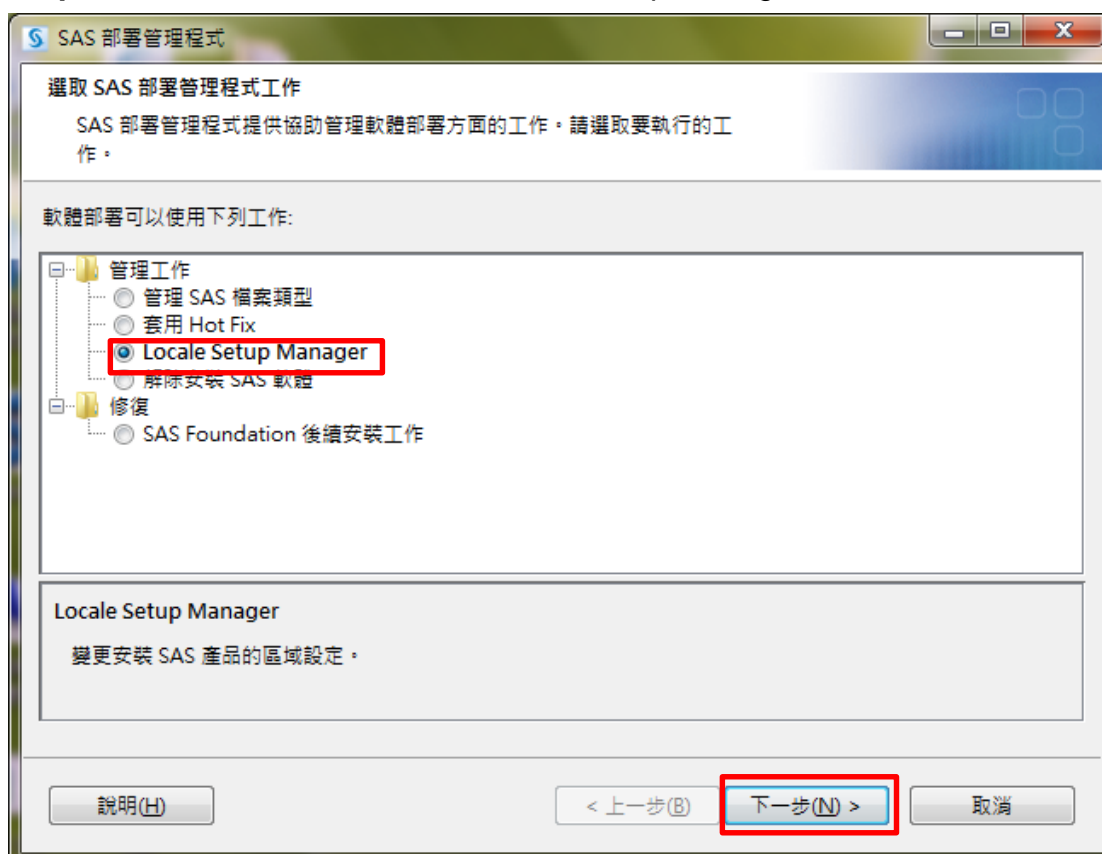 SAS 部署管理程式
選取 SAS 部署管理程式工作
SAS 部署管理程式提供協助管理軟體部署方面的工作。請選取要執行的工
作。
軟體部署可以使用下列工作:
管理工作
管理 SAS 檔案類型
套用 Hot Fix
Locale Setup Manager
解除安裝 SAS 軟體
修復
SAS Foundation 後續安裝工作
Locale Setup Manager
變更安裝 SAS 產品的區域設定。
說明(H)
< 上一步(B)
下一步(N) >
取消